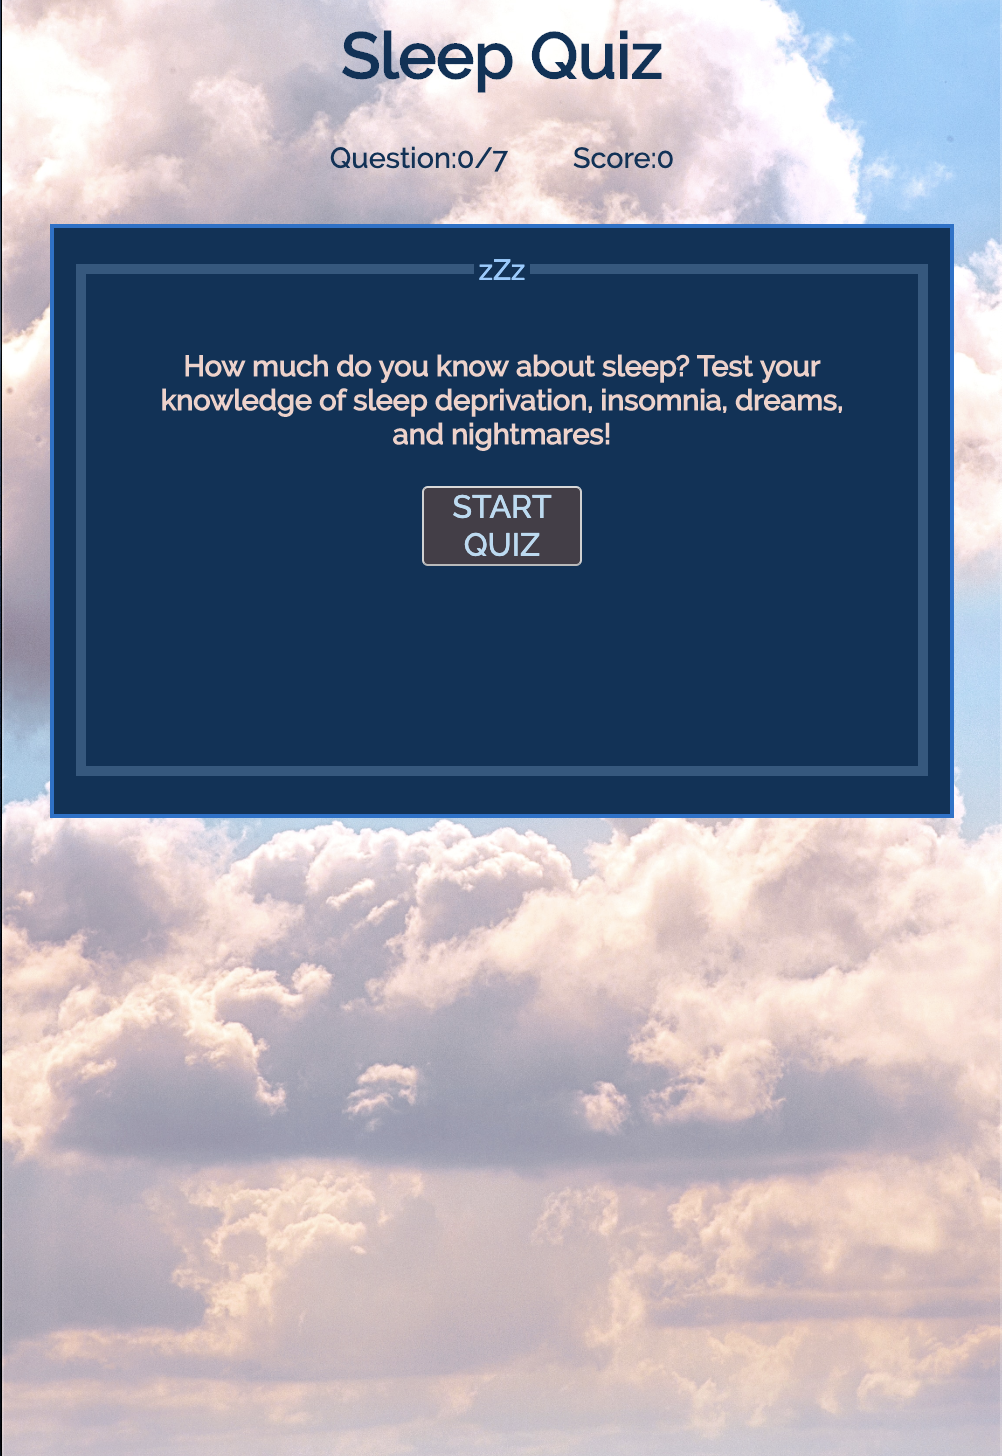 Sleep Quiz
Question:0/7 Score:0
zZz
How much do you know about sleep? Test your
knowledge of sleep deprivation, insomnia, dreams,
and nightmares!
START
QUIZ